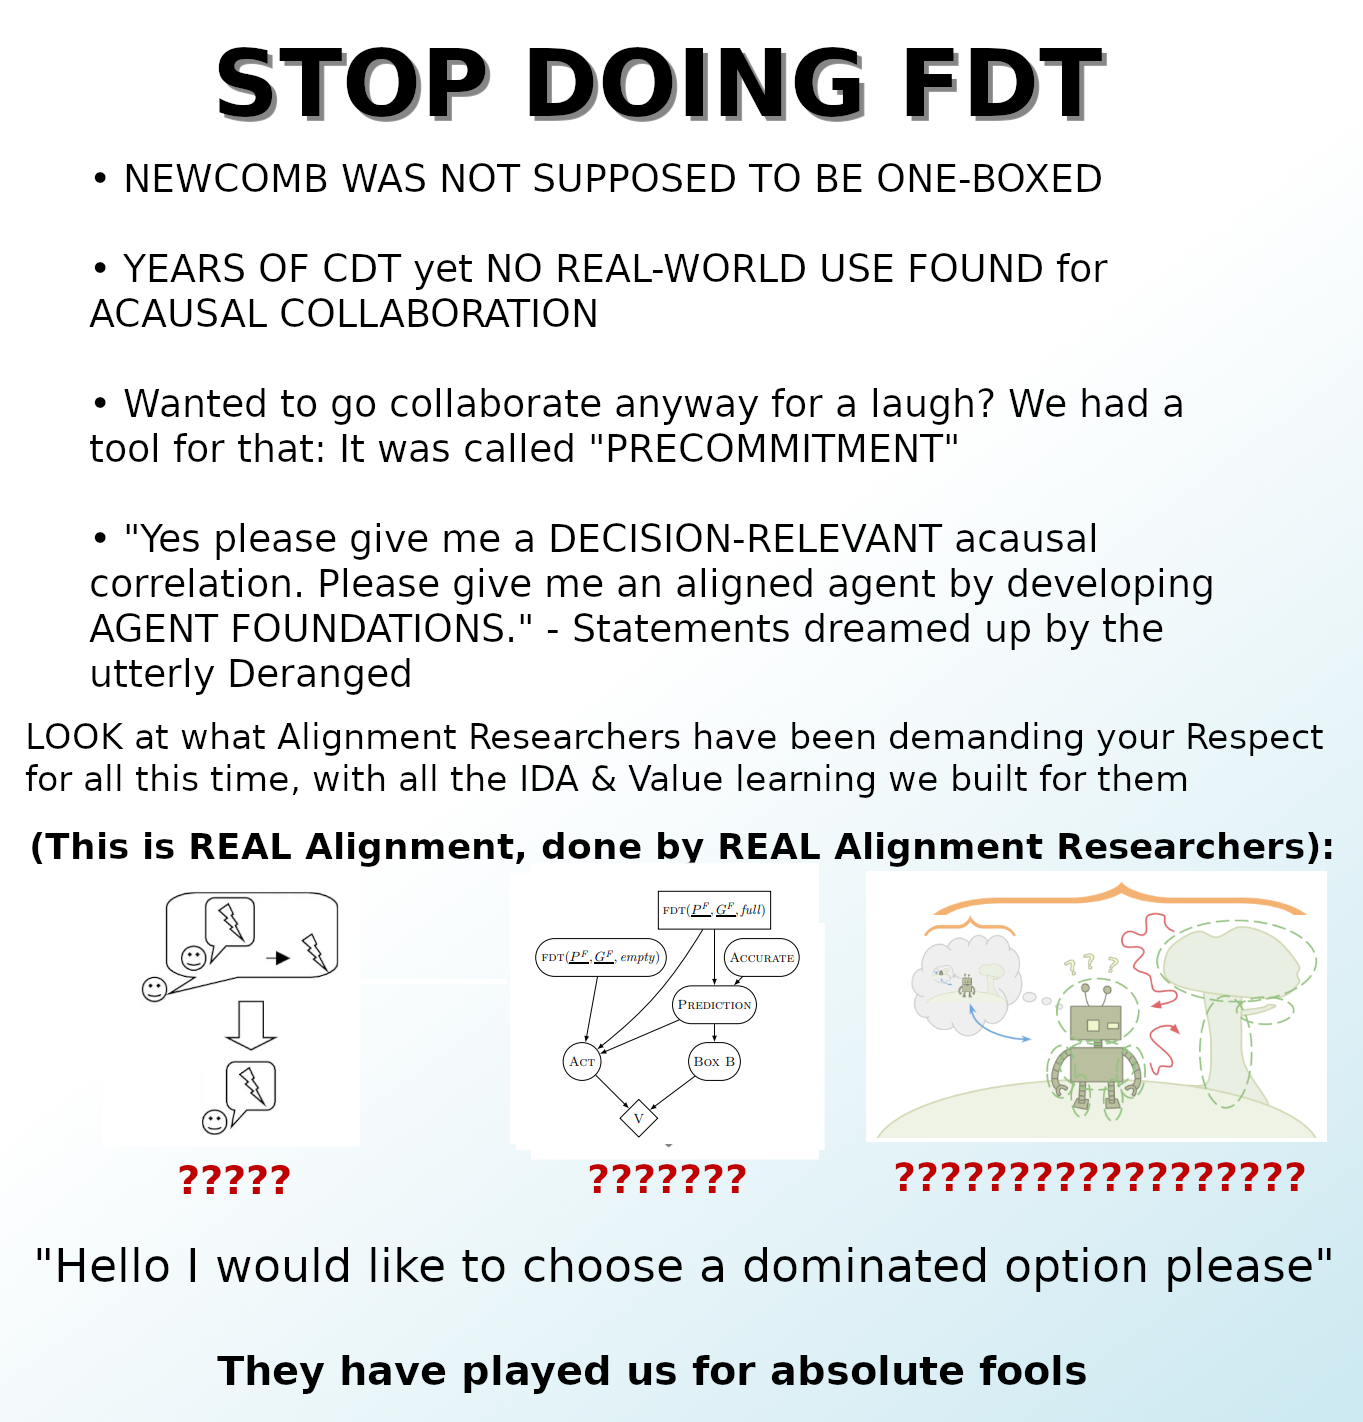 STOP DOING FDT
• NEWCOMB WAS NOT SUPPOSED TO BE ONE-BOXED
• YEARS OF CDT yet NO REAL-WORLD USE FOUND for
ACAUSAL COLLABORATION
• Wanted to go collaborate anyway for a laugh? We had a
tool for that: It was called "PRECOMMITMENT"
• "Yes please give me a DECISION-RELEVANT acausal
correlation. Please give me an aligned agent by developing
AGENT FOUNDATIONS." - Statements dreamed up by the
utterly Deranged
LOOK at what Alignment Researchers have been demanding your Respect
for all this time, with all the IDA & Value learning we built for them
(This is REAL Alignment, done by REAL Alignment Researchers):
FDT(P^F, G^F, full)
FDT(P^F, G^F, empty)
ACCURATE
PREDICTION
ACT
BOX B
V
? ? ?
?????
???????
??????????????????
"Hello I would like to choose a dominated option please"
They have played us for absolute fools